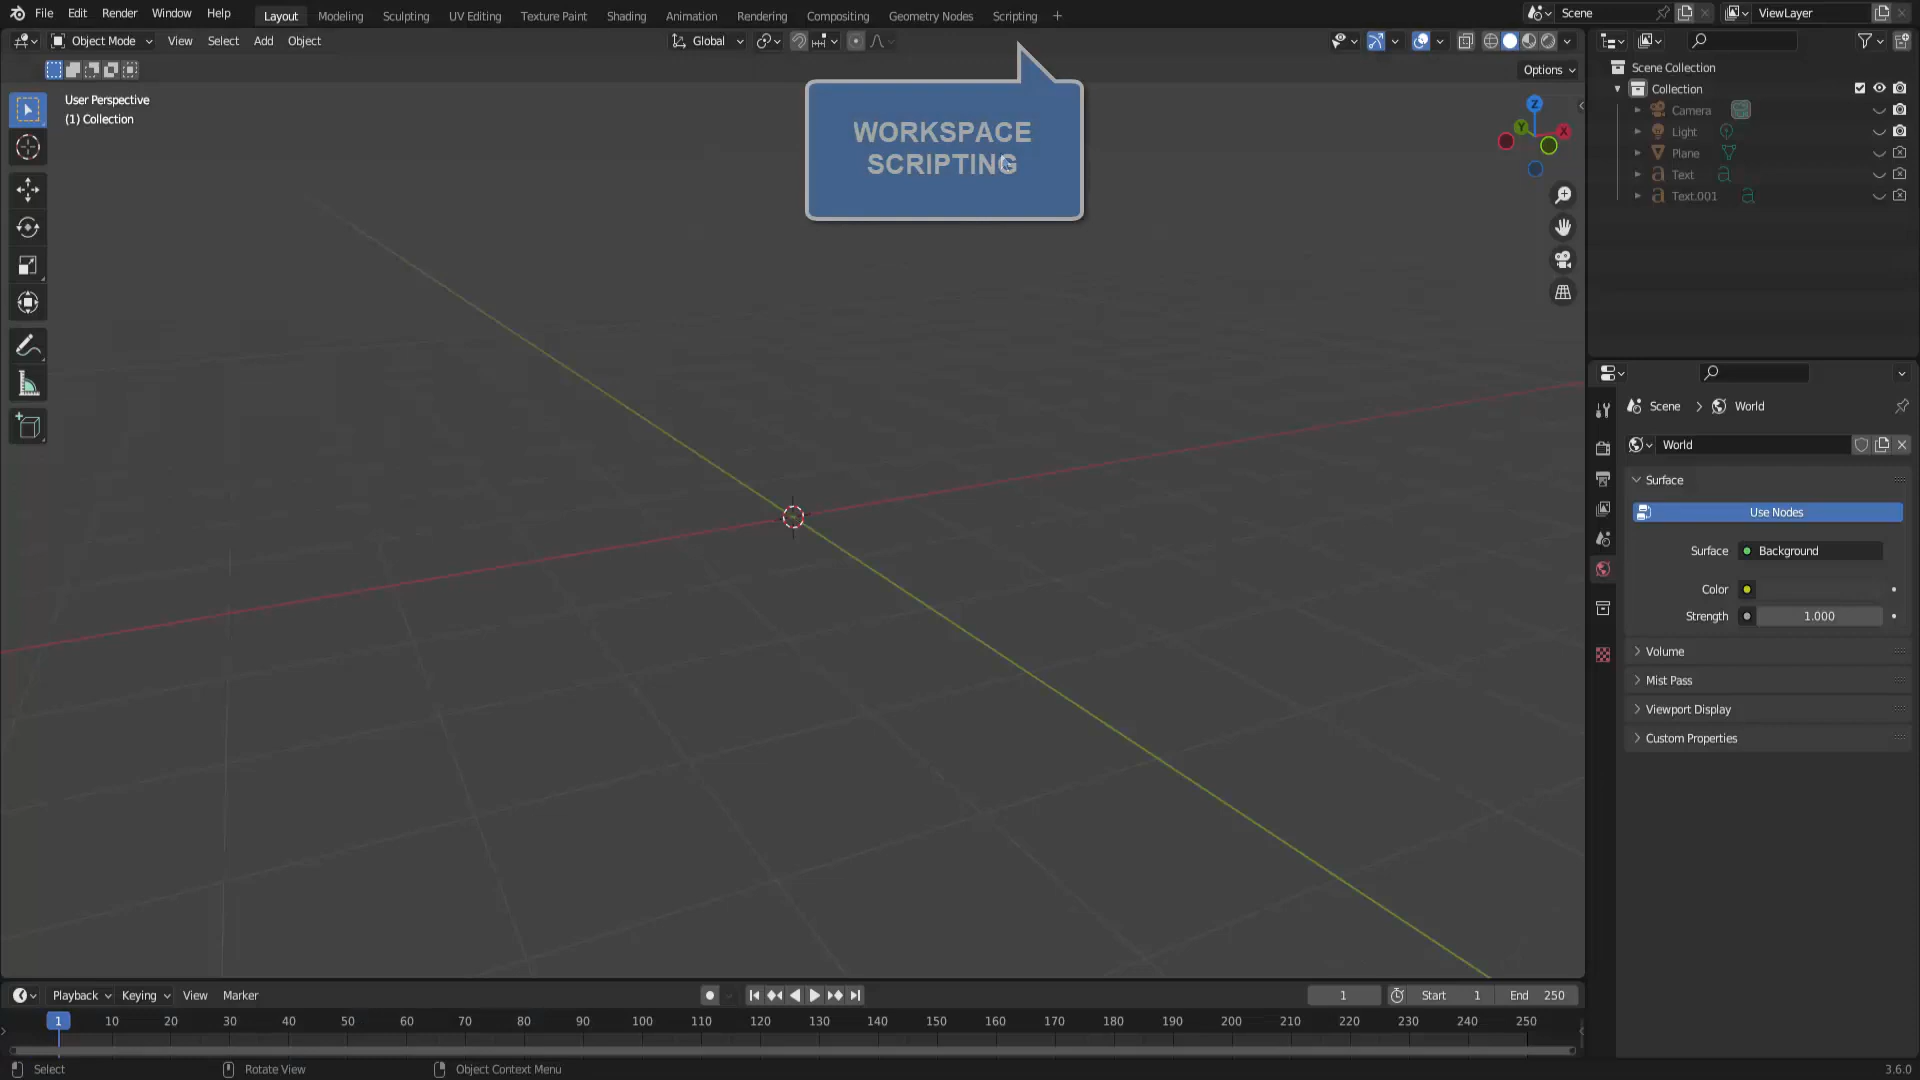 File Edit Render Window Help
Layout Modeling Sculpting UV Editing Texture Paint Shading Animation Rendering Compositing Geometry Nodes Scripting +
Scene
ViewLayer
Object Mode View Select Add Object
Global
Options
User Perspective
(1) Collection
WORKSPACE
SCRIPTING
Z
Y
X
Scene Collection
Collection
Camera
Light
Plane
Text
Text.001
Scene > World
World
Surface
Use Nodes
Surface Background
Color
Strength 1.000
Volume
Mist Pass
Viewport Display
Custom Properties
Playback Keying View Marker
1 Start 1 End 250
1 10 20 30 40 50 60 70 80 90 100 110 120 130 140 150 160 170 180 190 200 210 220 230 240 250
Select Rotate View Object Context Menu
3.6.0